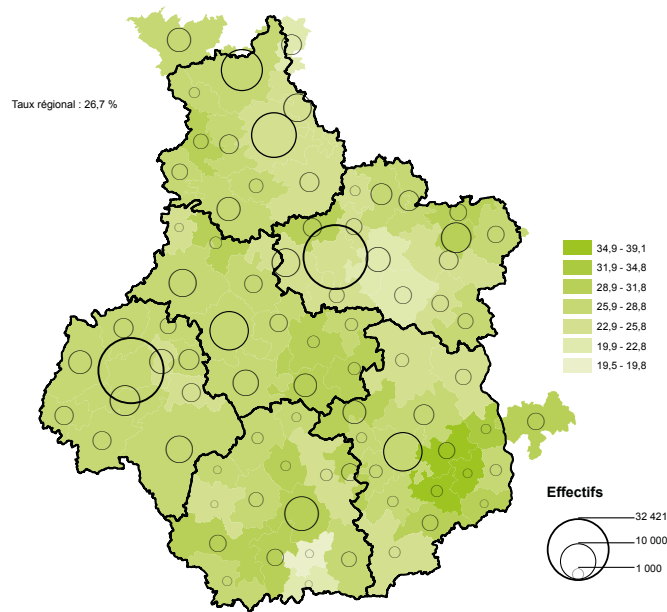 Taux régional : 26,7 %
34,9 - 39,1
31,9 - 34,8
28,9 - 31,8
25,9 - 28,8
22,9 - 25,8
19,9 - 22,8
19,5 - 19,8
Effectifs
32 421
10 000
1 000